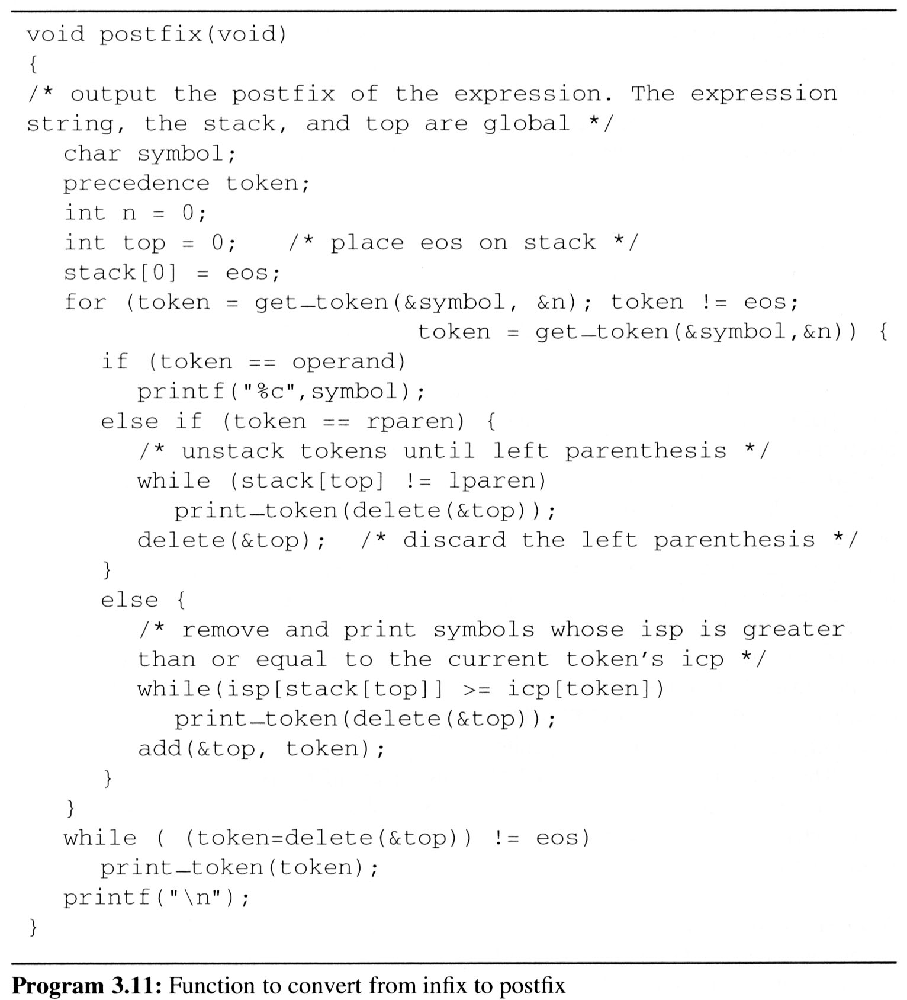 void postfix(void)
{
/* output the postfix of the expression. The expression
string, the stack, and top are global */
   char symbol;
   precedence token;
   int n = 0;
   int top = 0;   /* place eos on stack */
   stack[0] = eos;
   for (token = get_token(&symbol, &n); token != eos;
                       token = get_token(&symbol,&n)) {
      if (token == operand)
         printf("%c",symbol);
      else if (token == rparen) {
         /* unstack tokens until left parenthesis */
         while (stack[top] != lparen)
            print_token(delete(&top));
         delete(&top);  /* discard the left parenthesis */
      }
      else {
         /* remove and print symbols whose isp is greater
         than or equal to the current token's icp */
         while(isp[stack[top]] >= icp[token])
            print_token(delete(&top));
         add(&top, token);
      }
   }
   while ( (token=delete(&top)) != eos)
      print_token(token);
   printf("\n");
}
Program 3.11: Function to convert from infix to postfix